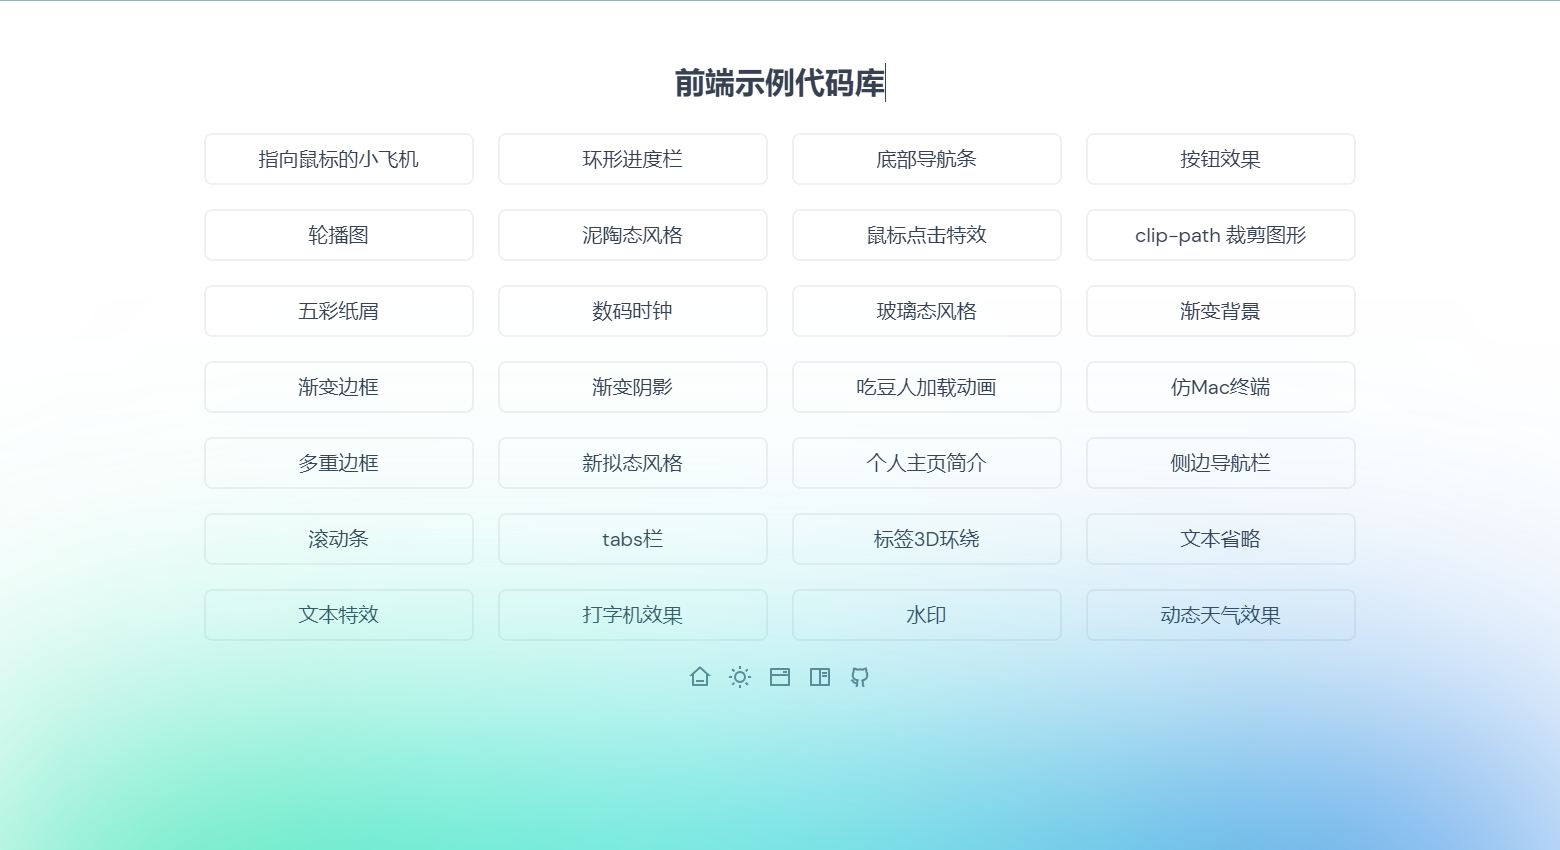 前端示例代码库
指向鼠标的小飞机 环形进度栏 底部导航条 按钮效果
轮播图 泥陶态风格 鼠标点击特效 clip-path 裁剪图形
五彩纸屑 数码时钟 玻璃态风格 渐变背景
渐变边框 渐变阴影 吃豆人加载动画 仿Mac终端
多重边框 新拟态风格 个人主页简介 侧边导航栏
滚动条 tabs栏 标签3D环绕 文本省略
文本特效 打字机效果 水印 动态天气效果